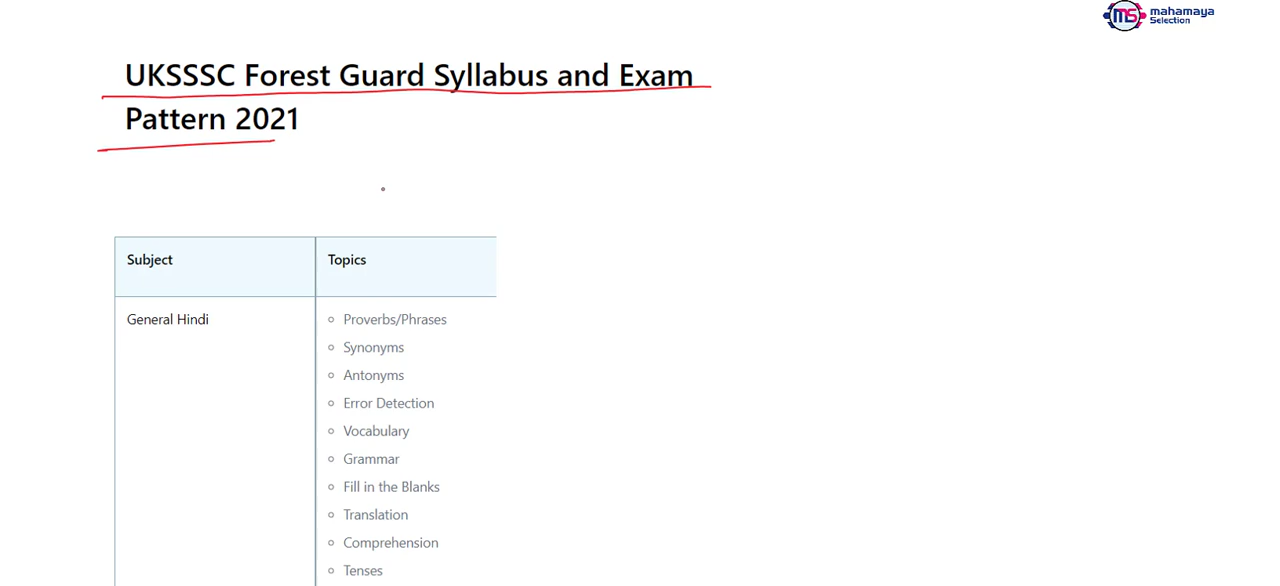 mahamaya
Selection
UKSSSC Forest Guard Syllabus and Exam
Pattern 2021
Subject
Topics
General Hindi
Proverbs/Phrases
Synonyms
Antonyms
Error Detection
Vocabulary
Grammar
Fill in the Blanks
Translation
Comprehension
Tenses